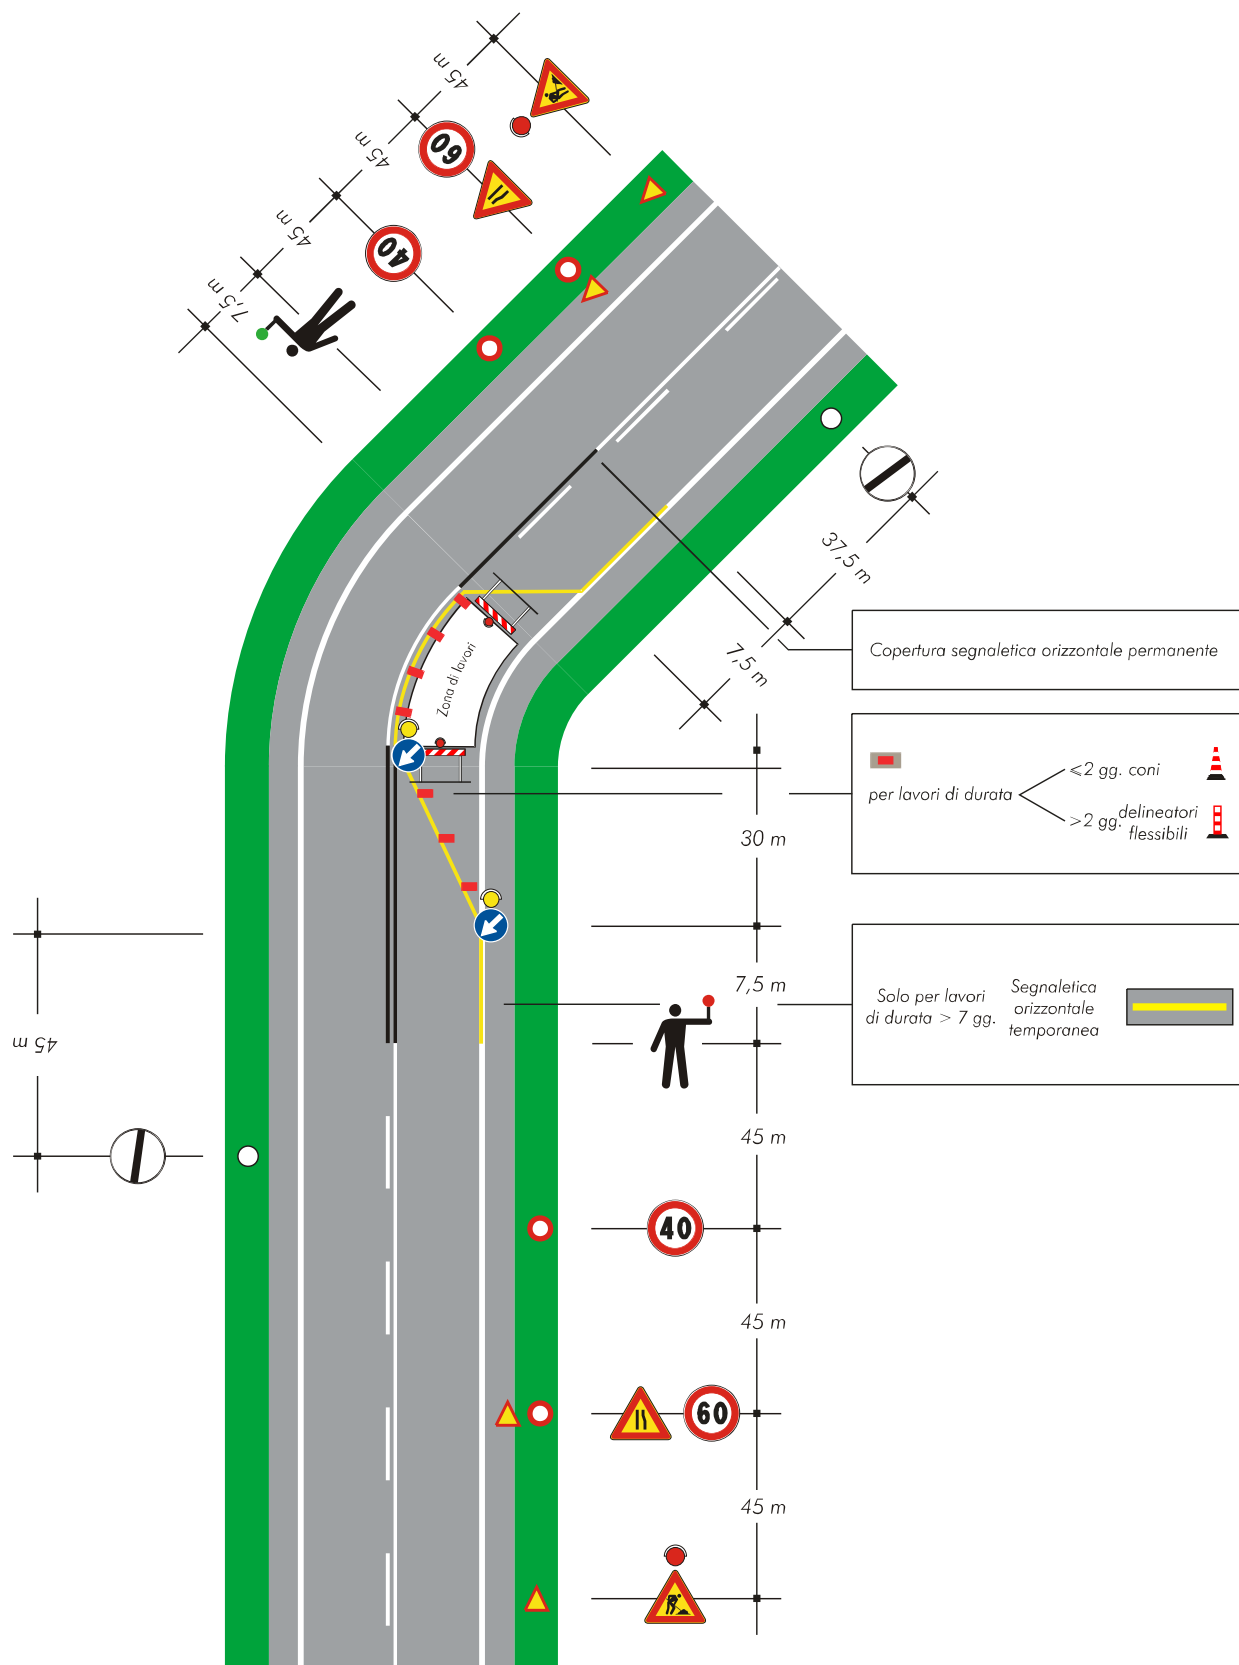 45 m
45 m
60
45 m
40
7,5 m
37,5 m
7,5 m
Copertura segnaletica orizzontale permanente
Zona di lavori
per lavori di durata
⩽2 gg. coni
>2 gg. delineatori
flessibili
30 m
7,5 m
Solo per lavori
di durata > 7 gg.
Segnaletica
orizzontale
temporanea
45 m
45 m
40
45 m
60
45 m